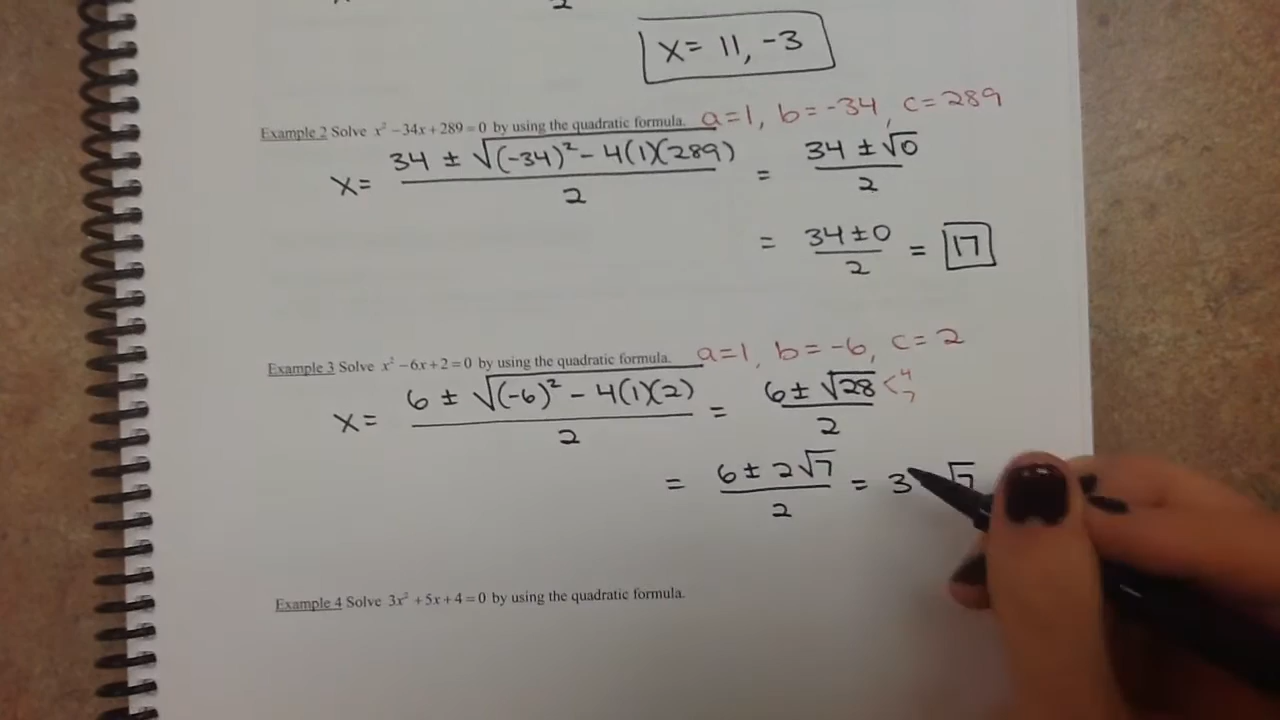 2
x= 11, -3
Example 2 Solve x² −34x+289=0 by using the quadratic formula. a=1, b=-34, c=289
x= 34 ± √(-34)² - 4(1)(289) / 2 = 34 ± √0 / 2
= 34 ± 0 / 2 = 17
Example 3 Solve x² −6x+2=0 by using the quadratic formula. a=1, b=-6, c=2
x= 6 ± √(-6)² - 4(1)(2) / 2 = 6 ± √28 / 2 < 4 7
= 6 ± 2√7 / 2 = 3 √7
Example 4 Solve 3x² +5x+4=0 by using the quadratic formula.